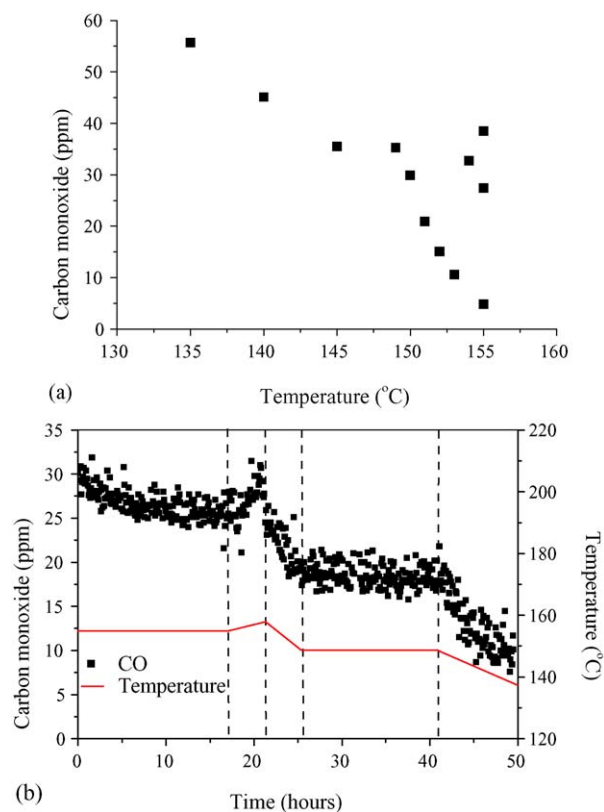 60
50
40
30
20
10
0
130 135 140 145 150 155 160
Carbon monoxide (ppm)
Temperature (°C)
(a)
35
30
25
20
15
10
5
0
0 10 20 30 40 50
220
200
180
160
140
120
Carbon monoxide (ppm)
Temperature (°C)
CO
Temperature
Time (hours)
(b)